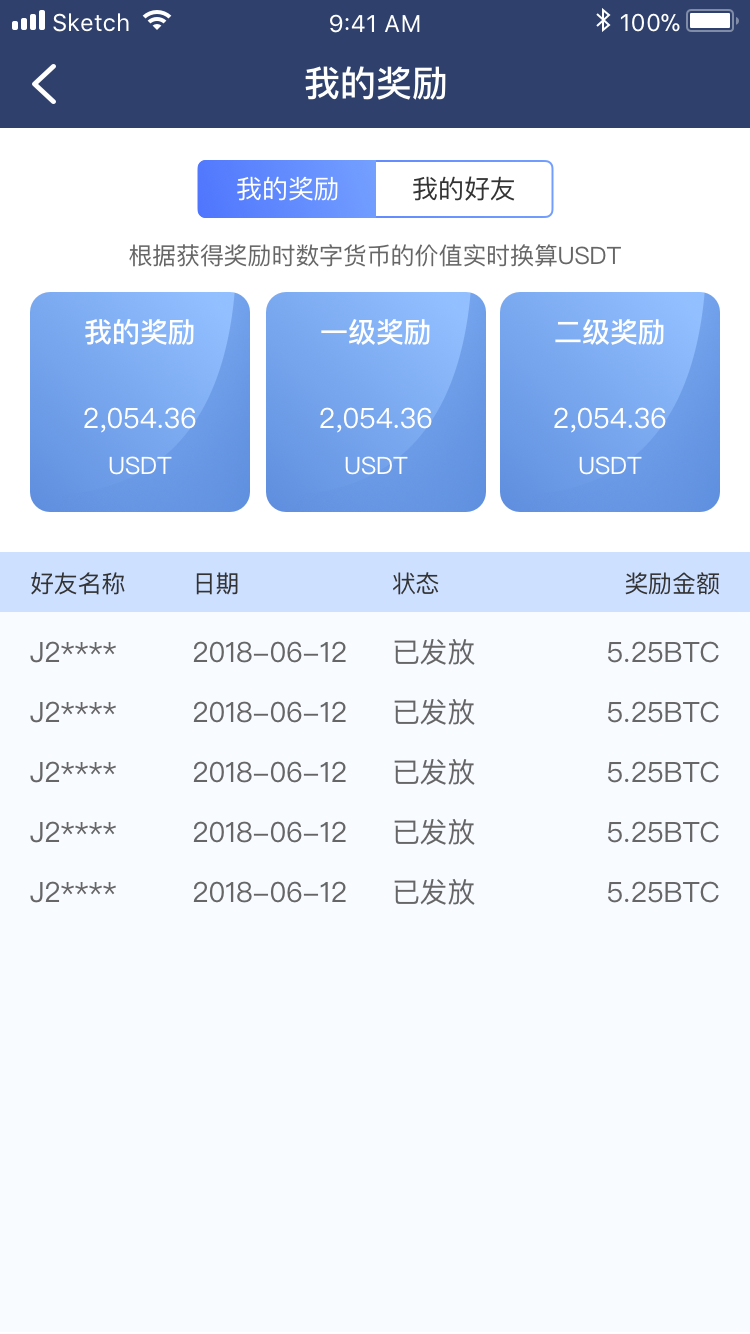 Sketch 9:41 AM 100%
我的奖励
我的奖励 我的好友
根据获得奖励时数字货币的价值实时换算USDT
我的奖励 一级奖励 二级奖励
2,054.36 2,054.36 2,054.36
USDT USDT USDT
好友名称 日期 状态 奖励金额
J2**** 2018-06-12 已发放 5.25BTC
J2**** 2018-06-12 已发放 5.25BTC
J2**** 2018-06-12 已发放 5.25BTC
J2**** 2018-06-12 已发放 5.25BTC
J2**** 2018-06-12 已发放 5.25BTC